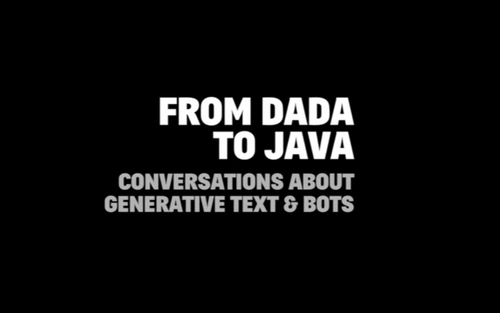 FROM DADA
TO JAVA
CONVERSATIONS ABOUT
GENERATIVE TEXT & BOTS